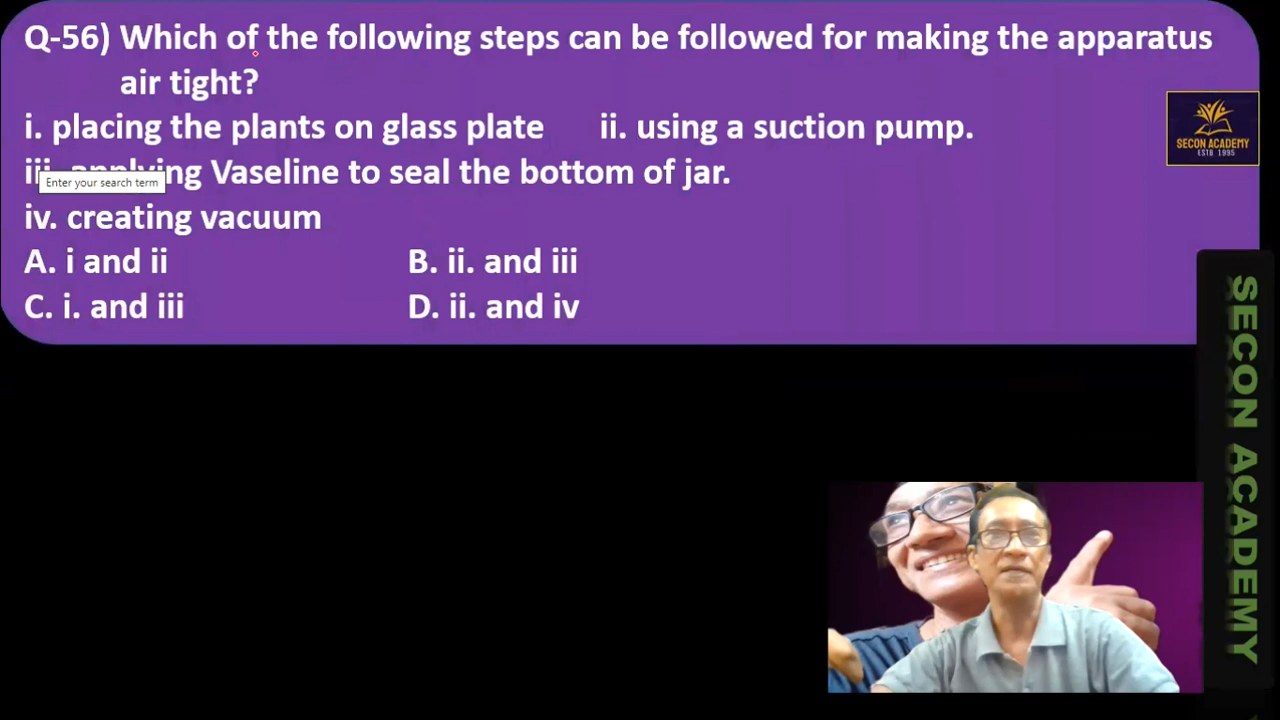 Q-56) Which of the following steps can be followed for making the apparatus
air tight?
i. placing the plants on glass plate ii. using a suction pump.
iii. applying Vaseline to seal the bottom of jar.
Enter your search term
iv. creating vacuum
A. i and ii B. ii. and iii
C. i. and iii D. ii. and iv
SECON ACADEMY
ESTD 1995
SECON ACADEMY